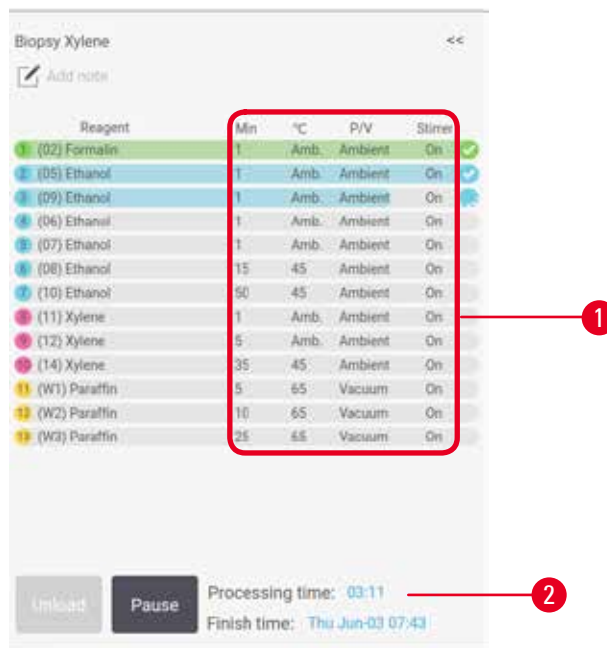 Biopsy Xylene <<
Add note
Reagent Min °C P/V Stirrer
1 (02) Formalin 1 Amb. Ambient On
2 (05) Ethanol 1 Amb. Ambient On
3 (09) Ethanol 1 Amb. Ambient On
4 (06) Ethanol 1 Amb. Ambient On
5 (07) Ethanol 1 Amb. Ambient On
6 (08) Ethanol 15 45 Ambient On
7 (10) Ethanol 50 45 Ambient On
8 (11) Xylene 1 Amb. Ambient On
9 (12) Xylene 5 Amb. Ambient On
10 (14) Xylene 35 45 Ambient On
11 (W1) Paraffin 5 65 Vacuum On
12 (W2) Paraffin 10 65 Vacuum On
13 (W3) Paraffin 25 65 Vacuum On
1
Unload Pause Processing time: 03:11 2
Finish time: Thu Jun-03 07:43